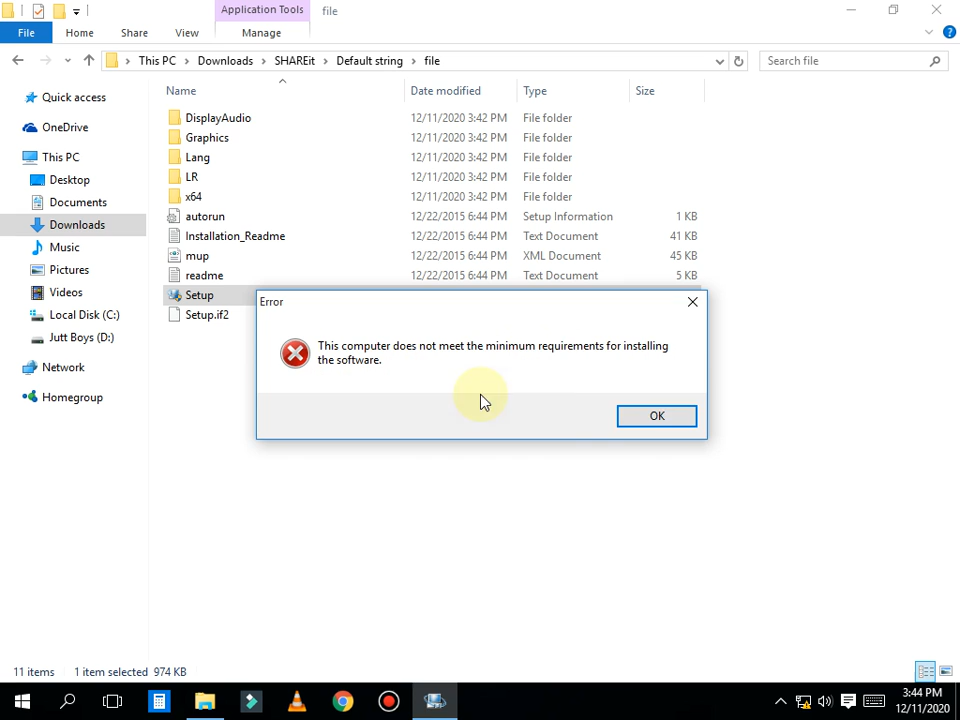 Application Tools
file
File
Home
Share
View
Manage
This PC
Downloads
SHAREit
Default string
file
Search file
Name
Date modified
Type
Size
Quick access
OneDrive
This PC
Desktop
Documents
Downloads
Music
Pictures
Videos
Local Disk (C:)
Jutt Boys (D:)
Network
Homegroup
DisplayAudio 12/11/2020 3:42 PM File folder
Graphics 12/11/2020 3:42 PM File folder
Lang 12/11/2020 3:42 PM File folder
LR 12/11/2020 3:42 PM File folder
x64 12/11/2020 3:42 PM File folder
autorun 12/22/2015 6:44 PM Setup Information 1 KB
Installation_Readme 12/22/2015 6:44 PM Text Document 41 KB
mup 12/22/2015 6:44 PM XML Document 45 KB
readme 12/22/2015 6:44 PM Text Document 5 KB
Setup
Setup.if2
Error
This computer does not meet the minimum requirements for installing
the software.
OK
11 items
1 item selected 974 KB
3:44 PM
12/11/2020